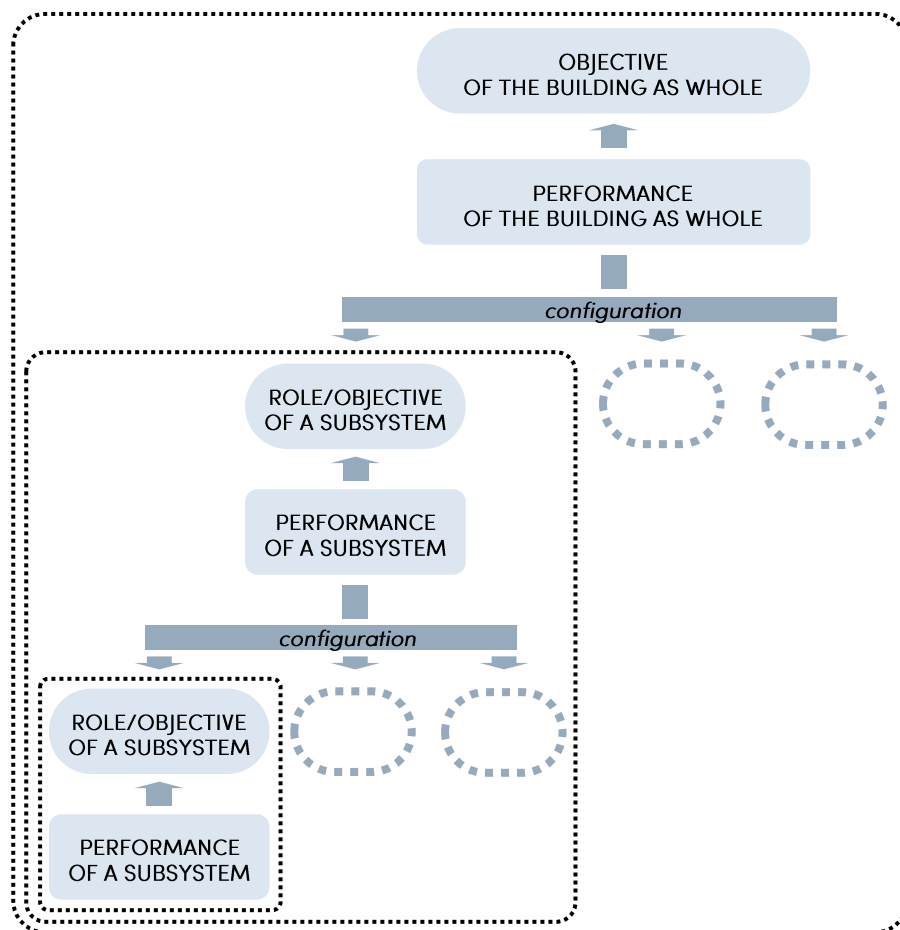 OBJECTIVE
OF THE BUILDING AS WHOLE
PERFORMANCE
OF THE BUILDING AS WHOLE
configuration
ROLE/OBJECTIVE
OF A SUBSYSTEM
PERFORMANCE
OF A SUBSYSTEM
configuration
ROLE/OBJECTIVE
OF A SUBSYSTEM
PERFORMANCE
OF A SUBSYSTEM